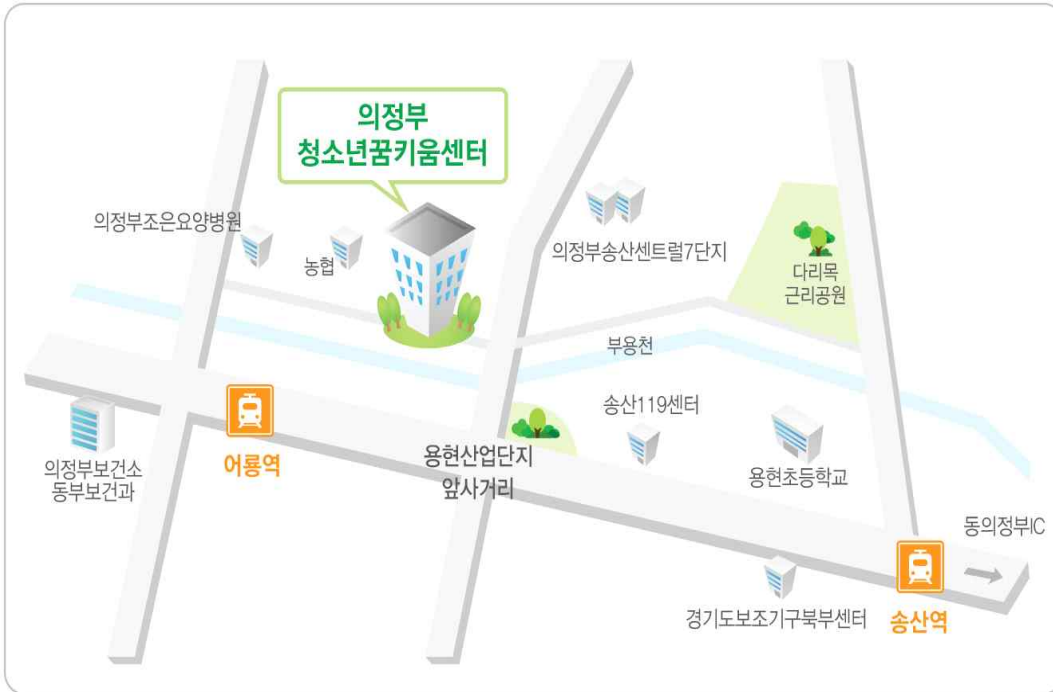 의정부
청소년꿈키움센터
의정부조은요양병원
농협
의정부송산센트럴7단지
다리목
근리공원
부용천
송산119센터
어룡역
용현산업단지
앞사거리
의정부보건소
동부보건과
용현초등학교
동의정부IC
경기도보조기구북부센터
송산역